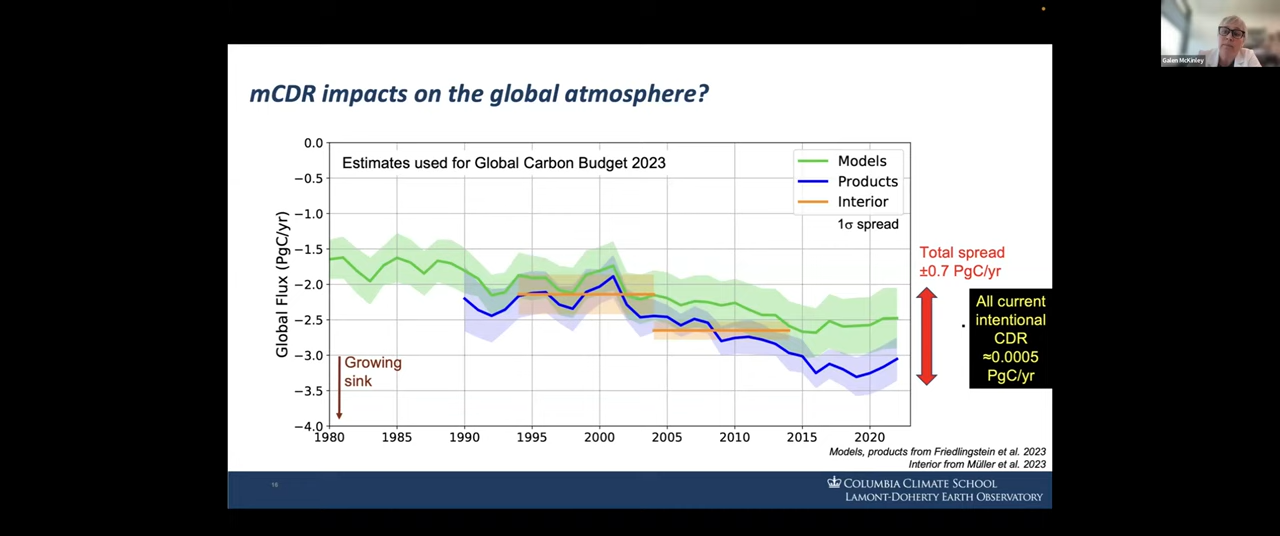 Galen McKinley
mCDR impacts on the global atmosphere?
Estimates used for Global Carbon Budget 2023
Models
Products
Interior
1σ spread
0.0
−0.5
−1.0
−1.5
−2.0
−2.5
−3.0
−3.5
−4.0
Global Flux (PgC/yr)
Growing
sink
1980
1985
1990
1995
2000
2005
2010
2015
2020
Total spread
±0.7 PgC/yr
All current
intentional
CDR
≈0.0005
PgC/yr
Models, products from Friedlingstein et al. 2023
Interior from Müller et al. 2023
16
COLUMBIA CLIMATE SCHOOL
LAMONT-DOHERTY EARTH OBSERVATORY